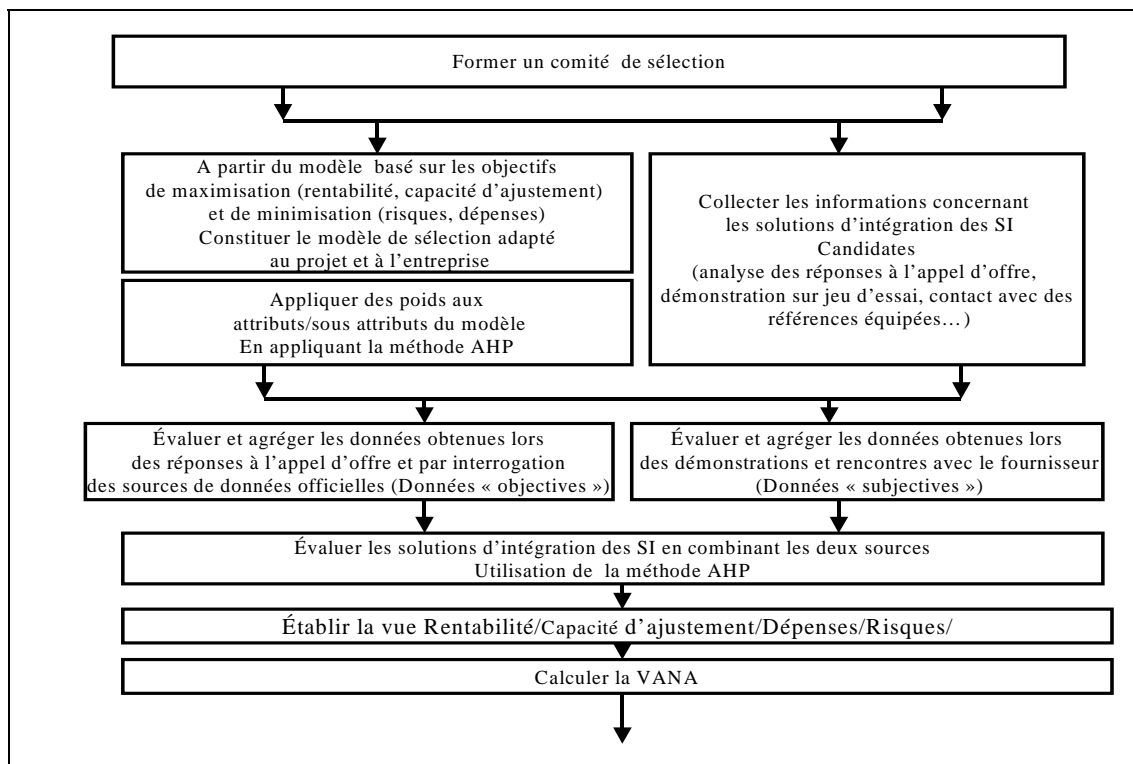 Former un comité de sélection
A partir du modèle basé sur les objectifs
de maximisation (rentabilité, capacité d'ajustement)
et de minimisation (risques, dépenses)
Constituer le modèle de sélection adapté
au projet et à l'entreprise
Appliquer des poids aux
attributs/sous attributs du modèle
En appliquant la méthode AHP
Collecter les informations concernant
les solutions d'intégration des SI
Candidates
(analyse des réponses à l'appel d'offre,
démonstration sur jeu d'essai, contact avec des
références équipées…)
Évaluer et agréger les données obtenues lors
des réponses à l'appel d'offre et par interrogation
des sources de données officielles (Données « objectives »)
Évaluer et agréger les données obtenues lors
des démonstrations et rencontres avec le fournisseur
(Données « subjectives »)
Évaluer les solutions d'intégration des SI en combinant les deux sources
Utilisation de la méthode AHP
Établir la vue Rentabilité/Capacité d'ajustement/Dépenses/Risques/
Calculer la VANA